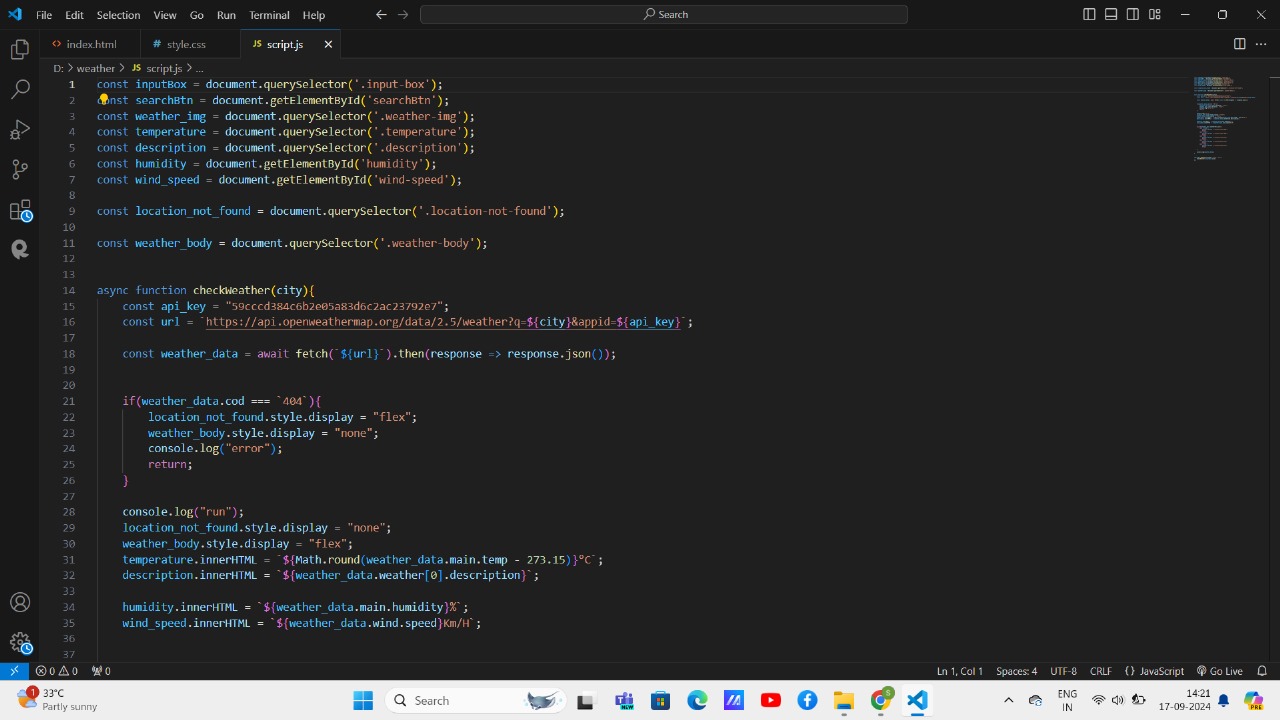 File Edit Selection View Go Run Terminal Help Search
index.html style.css JS script.js
D: > weather > JS script.js > ...
1 const inputBox = document.querySelector('.input-box');
2 const searchBtn = document.getElementById('searchBtn');
3 const weather_img = document.querySelector('.weather-img');
4 const temperature = document.querySelector('.temperature');
5 const description = document.querySelector('.description');
6 const humidity = document.getElementById('humidity');
7 const wind_speed = document.getElementById('wind-speed');
8
9 const location_not_found = document.querySelector('.location-not-found');
10
11 const weather_body = document.querySelector('.weather-body');
12
13
14 async function checkWeather(city){
15 const api_key = "59cccd384c6b2e05a83d6c2ac23792e7";
16 const url = `https://api.openweathermap.org/data/2.5/weather?q=${city}&appid=${api_key}`;
17
18 const weather_data = await fetch(`${url}`).then(response => response.json());
19
20
21 if(weather_data.cod === `404`){
22 location_not_found.style.display = "flex";
23 weather_body.style.display = "none";
24 console.log("error");
25 return;
26 }
27
28 console.log("run");
29 location_not_found.style.display = "none";
30 weather_body.style.display = "flex";
31 temperature.innerHTML = `${Math.round(weather_data.main.temp - 273.15)}°C`;
32 description.innerHTML = `${weather_data.weather[0].description}`;
33
34 humidity.innerHTML = `${weather_data.main.humidity}%`;
35 wind_speed.innerHTML = `${weather_data.wind.speed}Km/H`;
36
37
0 0 0 Ln 1, Col 1 Spaces: 4 UTF-8 CRLF {} JavaScript Go Live
1 33°C
Partly sunny
Search
NEW
S
ENG
IN
14:21
17-09-2024
PRE